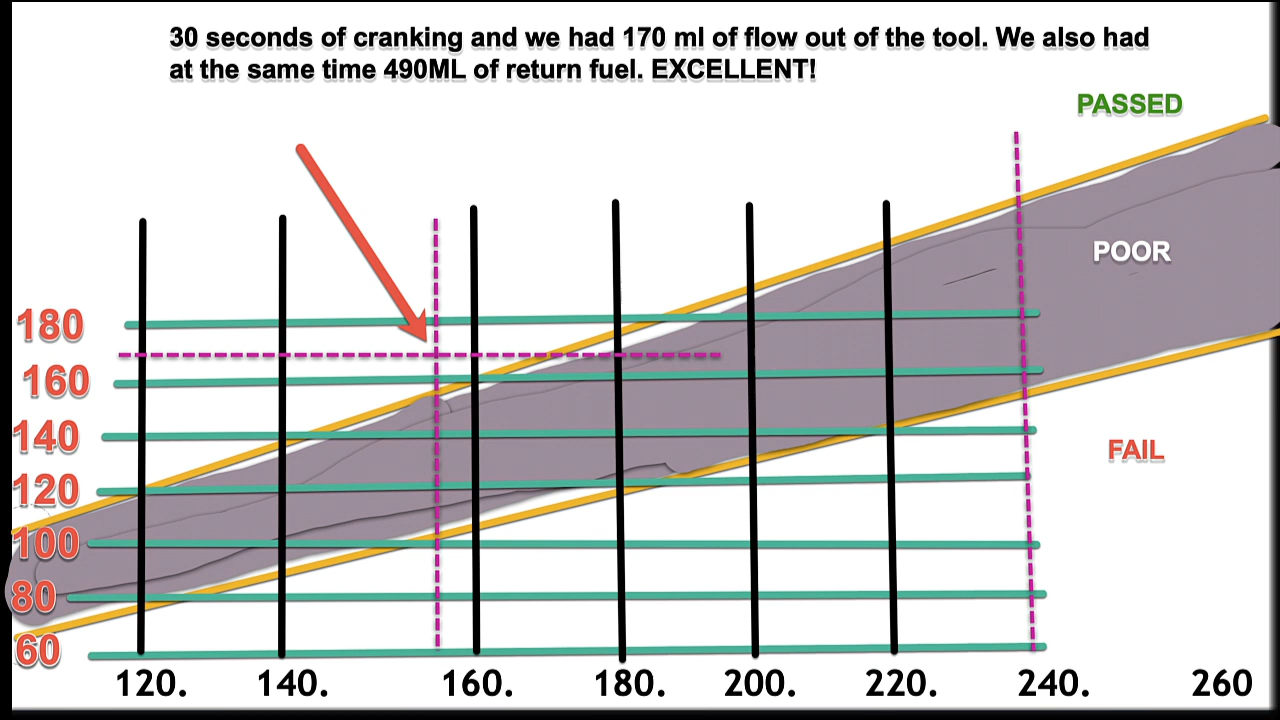 30 seconds of cranking and we had 170 ml of flow out of the tool. We also had
at the same time 490ML of return fuel. EXCELLENT!
PASSED
POOR
FAIL
180
160
140
120
100
80
60
120. 140. 160. 180. 200. 220. 240. 260